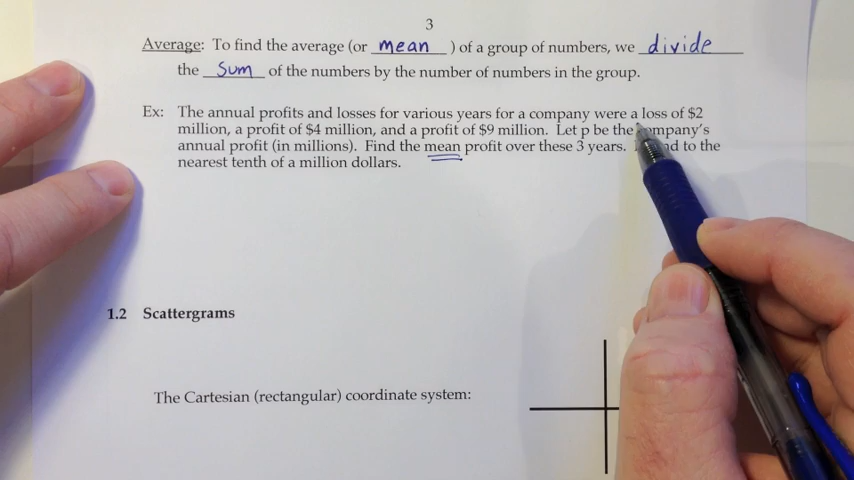 3
Average: To find the average (or mean ) of a group of numbers, we divide
the sum of the numbers by the number of numbers in the group.
Ex: The annual profits and losses for various years for a company were a loss of $2
million, a profit of $4 million, and a profit of $9 million. Let p be the
annual profit (in millions). Find the mean profit over these 3 years. to the
nearest tenth of a million dollars.
1.2 Scattergrams
The Cartesian (rectangular) coordinate system: